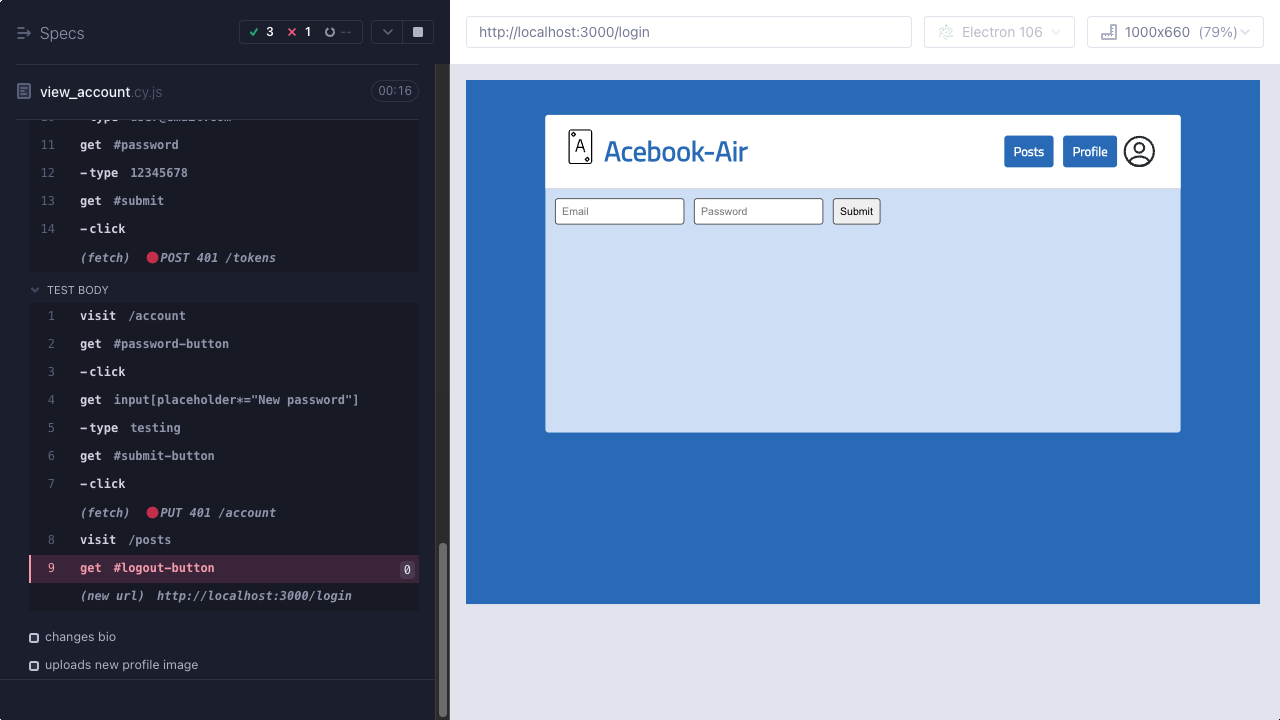 Specs
3 1 --
view_account.cy.js 00:16
11 get #password
12 -type 12345678
13 get #submit
14 -click
(fetch) POST 401 /tokens
TEST BODY
1 visit /account
2 get #password-button
3 -click
4 get input[placeholder*="New password"]
5 -type testing
6 get #submit-button
7 -click
(fetch) PUT 401 /account
8 visit /posts
9 get #logout-button 0
(new url) http://localhost:3000/login
changes bio
uploads new profile image
http://localhost:3000/login
Electron 106
1000x660 (79%)
A
Acebook-Air
Posts
Profile
Email
Password
Submit